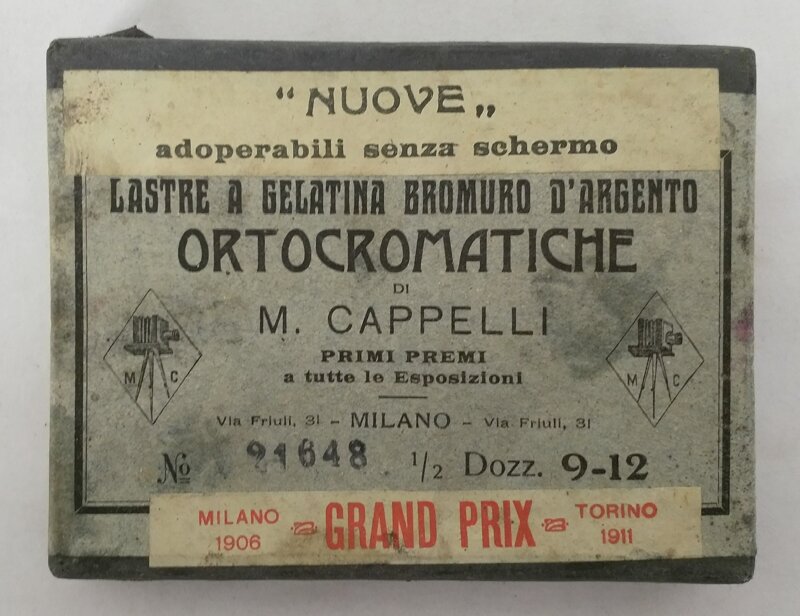 “NUOVE„
adoperabili senza schermo
LASTRE A GELATINA BROMURO D'ARGENTO
ORTOCROMATICHE
DI
M. CAPPELLI
PRIMI PREMI
a tutte le Esposizioni
M C
M C
Via Friuli, 31 – MILANO – Via Friuli, 31
No 21648 1/2 Dozz. 9-12
MILANO 1906 GRAND PRIX TORINO 1911